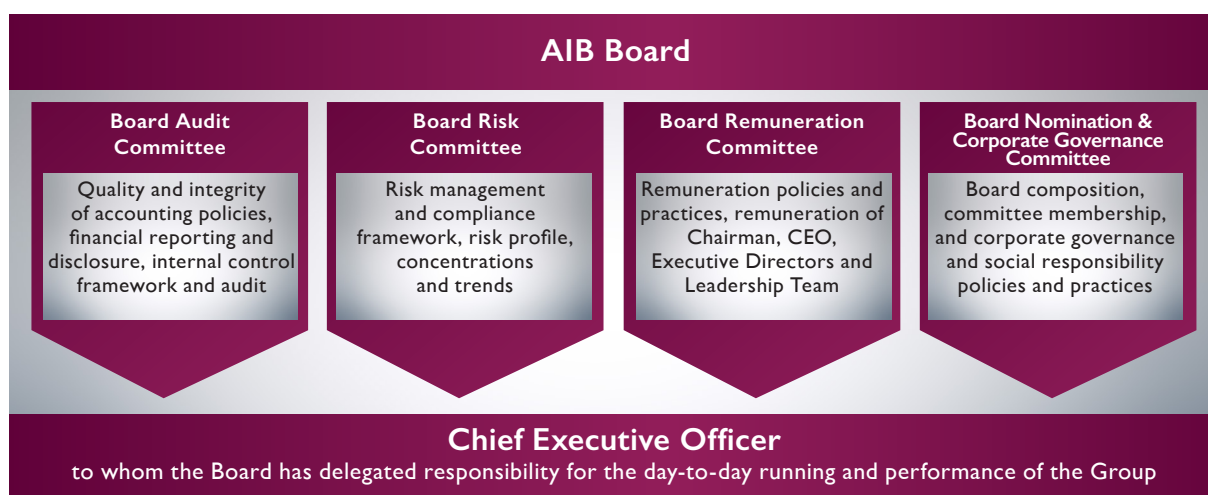 AIB Board
Board Audit
Committee
Quality and integrity
of accounting policies,
financial reporting and
disclosure, internal control
framework and audit
Board Risk
Committee
Risk management
and compliance
framework, risk profile,
concentrations
and trends
Board Remuneration
Committee
Remuneration policies and
practices, remuneration of
Chairman, CEO,
Executive Directors and
Leadership Team
Board Nomination &
Corporate Governance
Committee
Board composition,
committee membership,
and corporate governance
and social responsibility
policies and practices
Chief Executive Officer
to whom the Board has delegated responsibility for the day-to-day running and performance of the Group